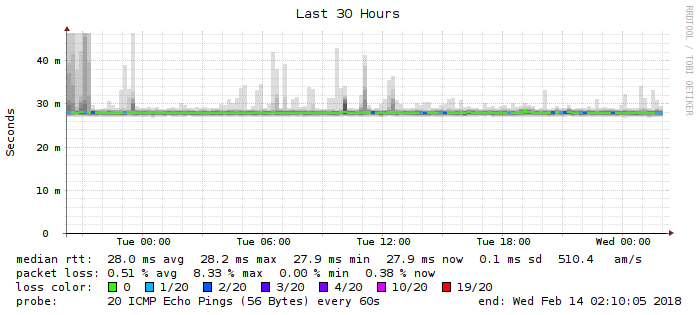 Last 30 Hours
RRDTOOL / TOBI OETIKER
Seconds
40 m
30 m
20 m
10 m
0
Tue 00:00 Tue 06:00 Tue 12:00 Tue 18:00 Wed 00:00
median rtt: 28.0 ms avg 28.2 ms max 27.9 ms min 27.9 ms now 0.1 ms sd 510.4 am/s
packet loss: 0.51 % avg 8.33 % max 0.00 % min 0.38 % now
loss color: 0 1/20 2/20 3/20 4/20 10/20 19/20
probe: 20 ICMP Echo Pings (56 Bytes) every 60s end: Wed Feb 14 02:10:05 2018